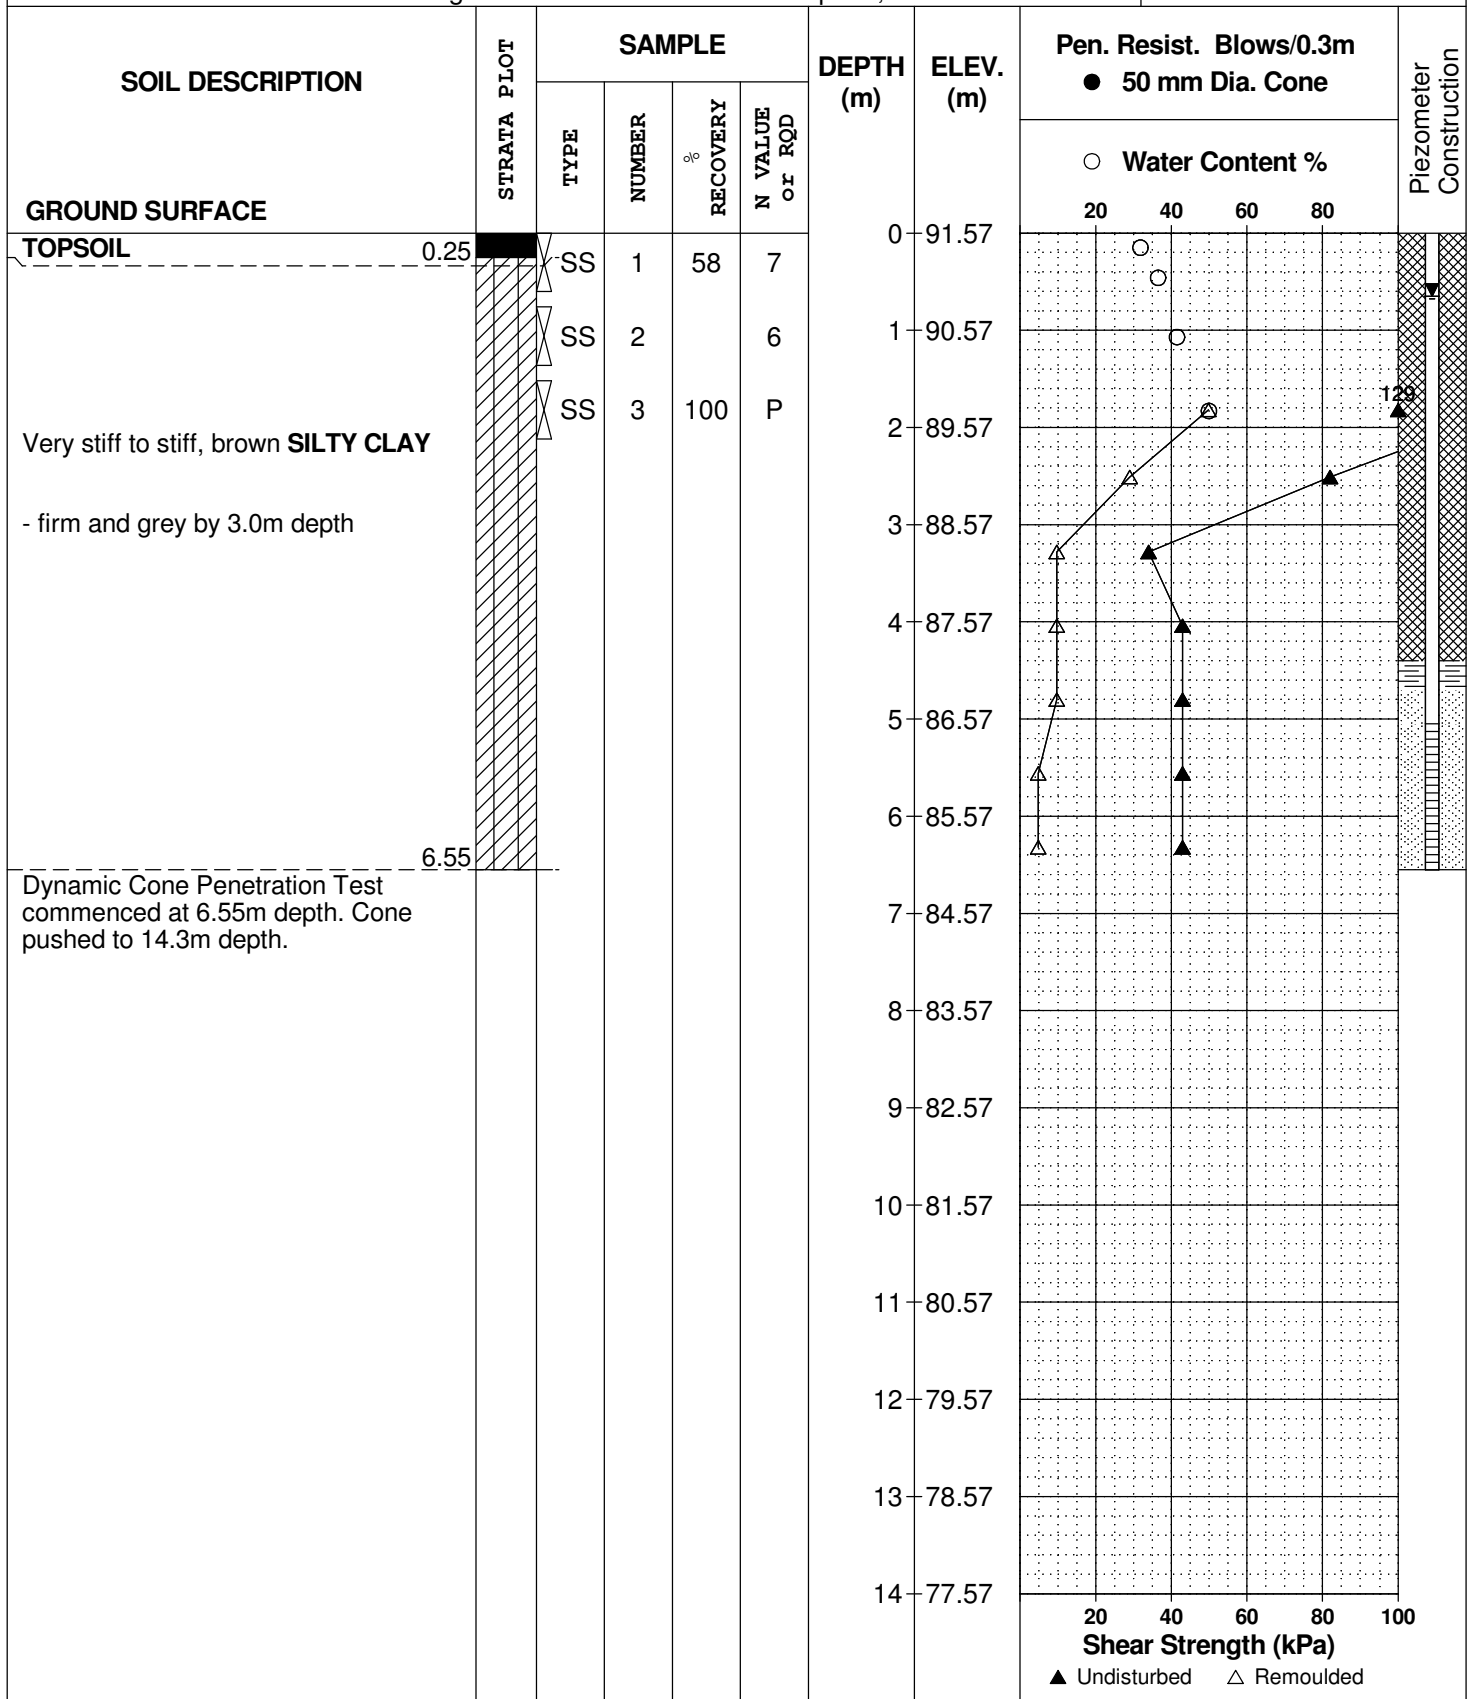 SOIL DESCRIPTION
GROUND SURFACE
STRATA PLOT
SAMPLE
TYPE
NUMBER
%
RECOVERY
N VALUE
or RQD
DEPTH
(m)
ELEV.
(m)
Pen. Resist. Blows/0.3m
● 50 mm Dia. Cone
○ Water Content %
20 40 60 80
Piezometer
Construction
TOPSOIL 0.25
SS 1 58 7
SS 2 6
SS 3 100 P
Very stiff to stiff, brown SILTY CLAY
- firm and grey by 3.0m depth
6.55
Dynamic Cone Penetration Test
commenced at 6.55m depth. Cone
pushed to 14.3m depth.
0 91.57
1 90.57
2 89.57
3 88.57
4 87.57
5 86.57
6 85.57
7 84.57
8 83.57
9 82.57
10 81.57
11 80.57
12 79.57
13 78.57
14 77.57
129
20 40 60 80 100
Shear Strength (kPa)
▲ Undisturbed △ Remoulded